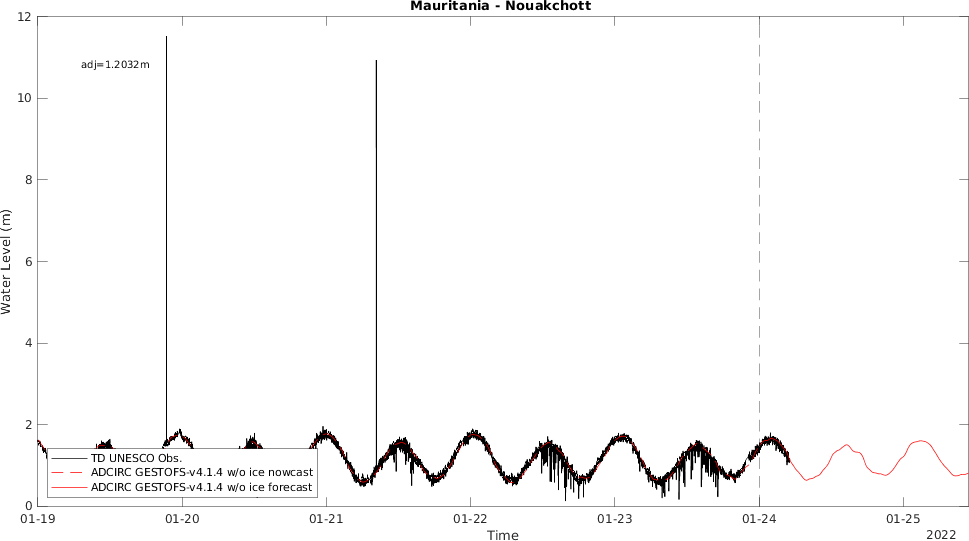 Mauritania - Nouakchott
12
10
8
6
4
2
0
Water Level (m)
adj=1.2032m
TD UNESCO Obs.
ADCIRC GESTOFS-v4.1.4 w/o ice nowcast
ADCIRC GESTOFS-v4.1.4 w/o ice forecast
01-19 01-20 01-21 01-22 01-23 01-24 01-25
Time
2022